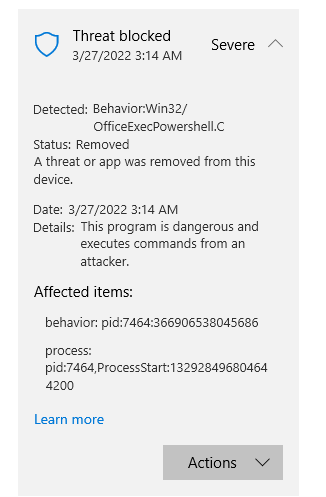 Threat blocked
3/27/2022 3:14 AM
Severe
Detected: Behavior:Win32/
OfficeExecPowershell.C
Status: Removed
A threat or app was removed from this
device.
Date: 3/27/2022 3:14 AM
Details: This program is dangerous and
executes commands from an
attacker.
Affected items:
behavior: pid:7464:366906538045686
process:
pid:7464,ProcessStart:13292849680464
4200
Learn more
Actions